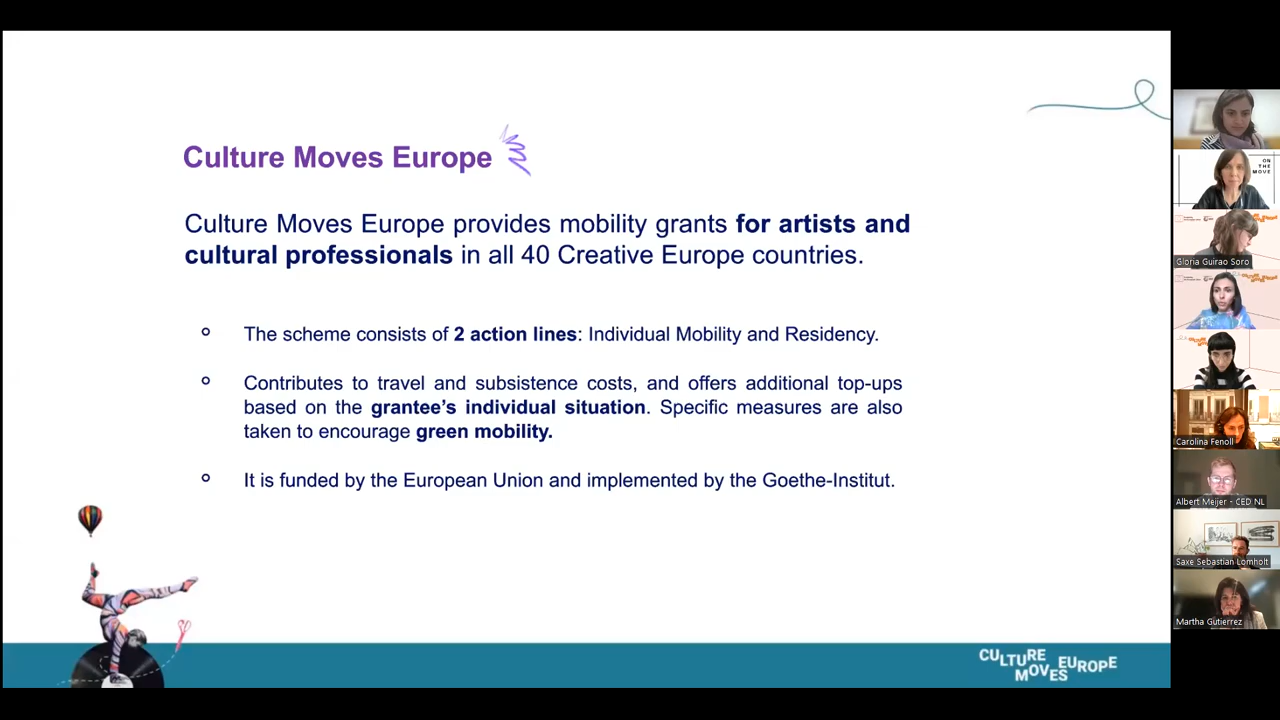 Culture Moves Europe
Culture Moves Europe provides mobility grants for artists and
cultural professionals in all 40 Creative Europe countries.
The scheme consists of 2 action lines: Individual Mobility and Residency.
Contributes to travel and subsistence costs, and offers additional top-ups
based on the grantee's individual situation. Specific measures are also
taken to encourage green mobility.
It is funded by the European Union and implemented by the Goethe-Institut.
CULTURE
MOVES EUROPE
ON
THE
MOVE
Gloria Guirao Soro
Carolina Fenoll
Albert Meijer - CED NL
Saxe Sebastian Lomholt
Martha Gutierrez